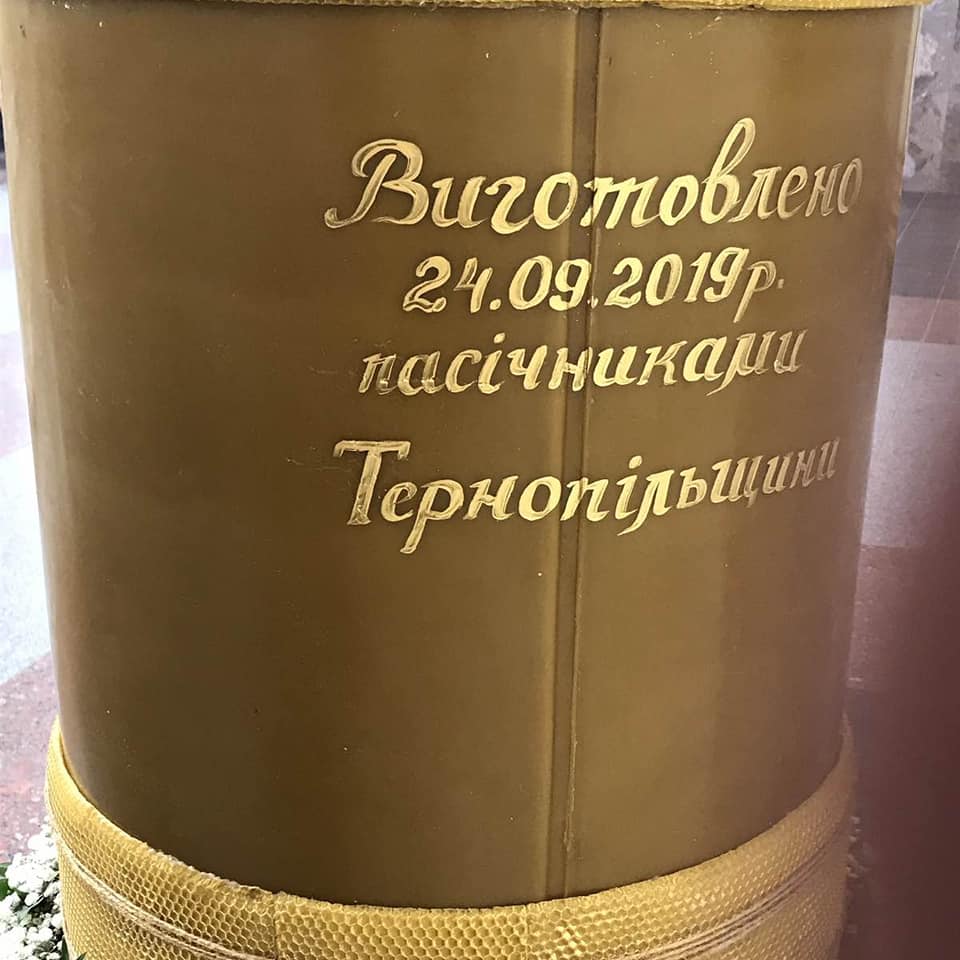 Виготовлено
24.09.2019р.
пасічниками
Тернопільщини